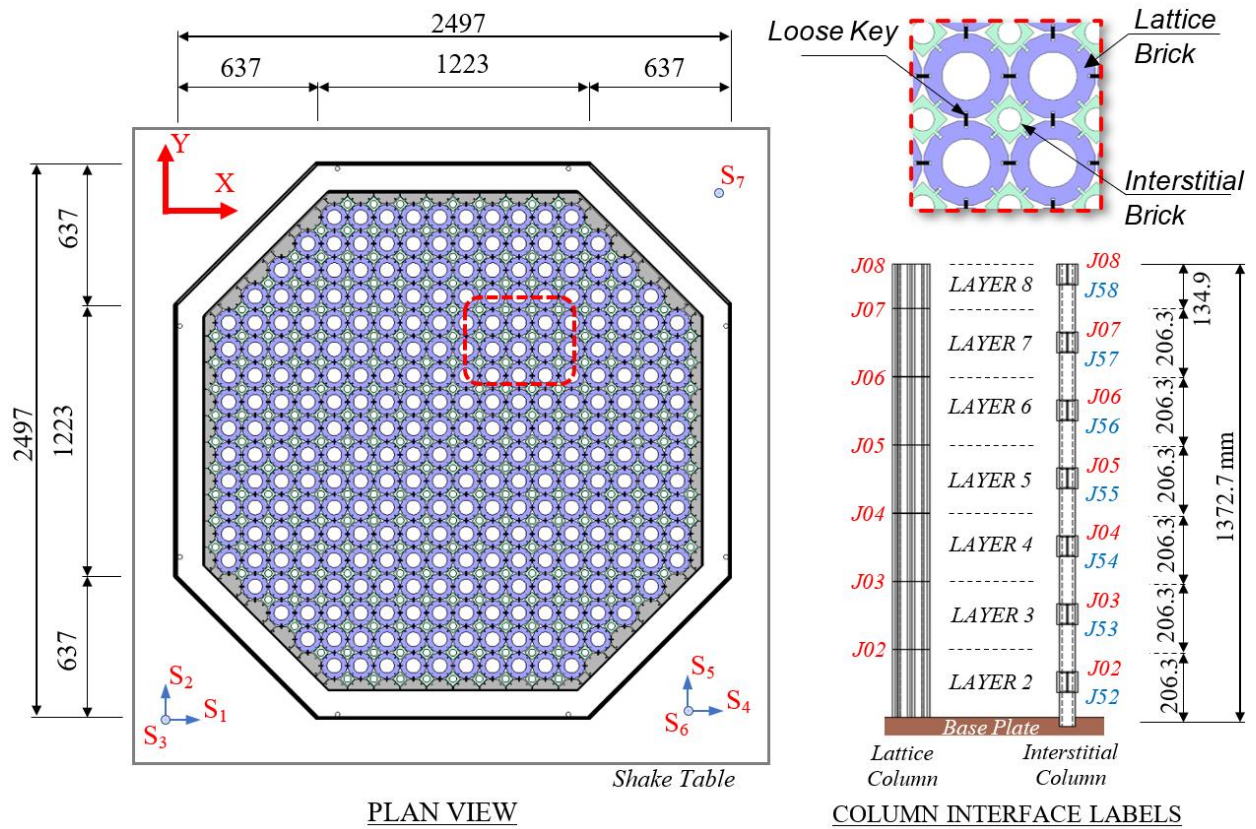 2497
637
1223
637
Y
X
S7
2497
637
1223
637
S2
S1
S3
S5
S4
S6
Shake Table
PLAN VIEW
Loose Key
Lattice
Brick
Interstitial
Brick
J08
J07
J06
J05
J04
J03
J02
LAYER 8
LAYER 7
LAYER 6
LAYER 5
LAYER 4
LAYER 3
LAYER 2
J08
J58
J07
J57
J06
J56
J05
J55
J04
J54
J03
J53
J02
J52
134.9
206.3
206.3
206.3
206.3
206.3
206.3
1372.7 mm
Base Plate
Lattice
Column
Interstitial
Column
COLUMN INTERFACE LABELS